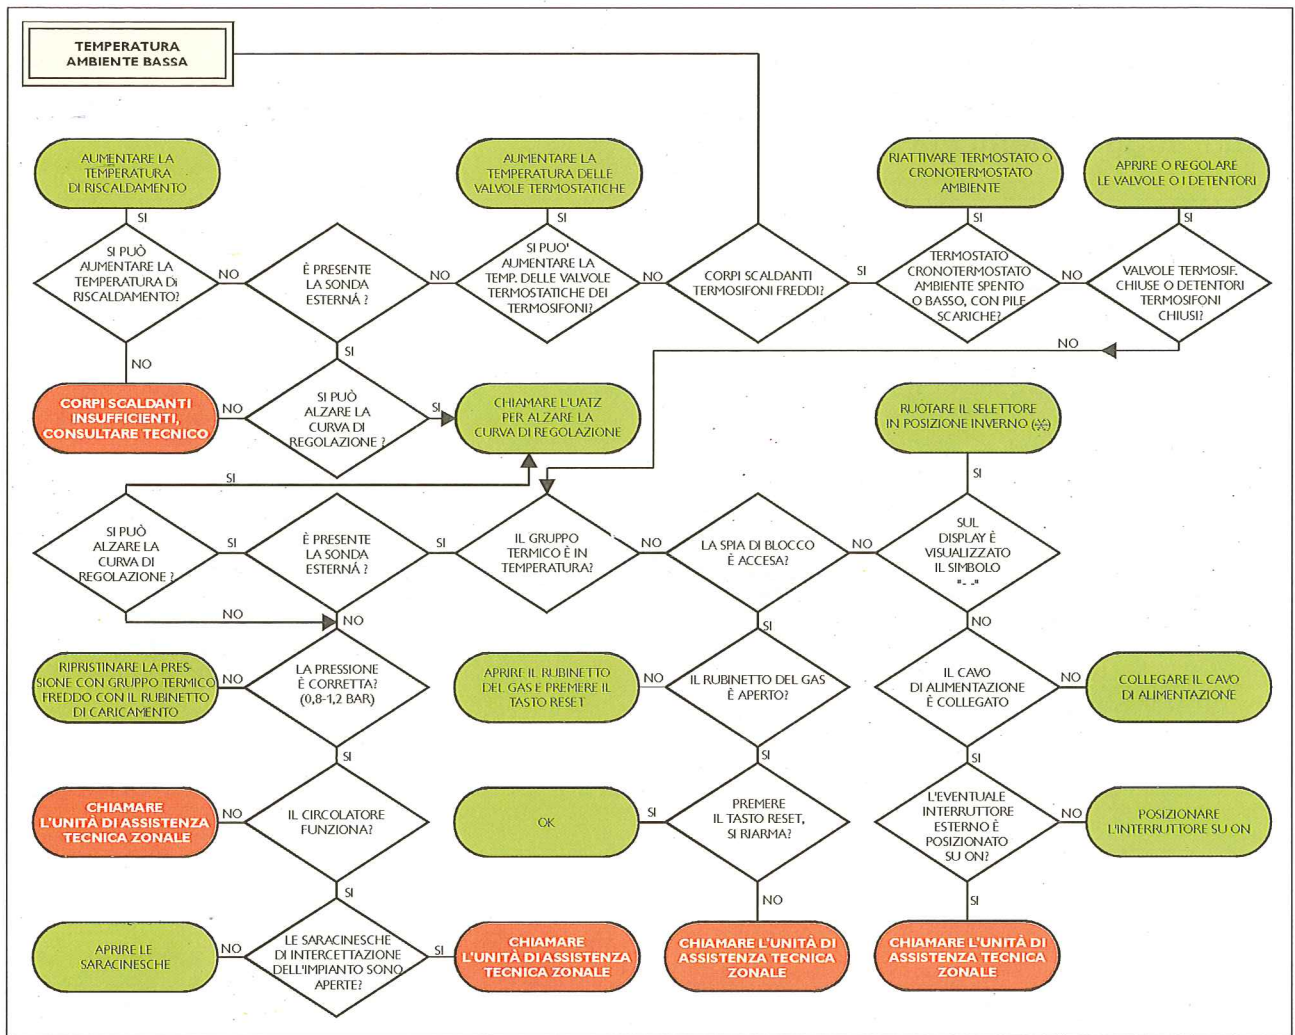 TEMPERATURA
AMBIENTE BASSA
AUMENTARE LA
TEMPERATURA
DI RISCALDAMENTO
AUMENTARE LA
TEMPERATURA DELLE
VALVOLE TERMOSTATICHE
RIATTIVARE TERMOSTATO O
CRONOTERMOSTATO
AMBIENTE
APRIRE O REGOLARE
LE VALVOLE O I DETENTORI
SI
SI
SI
SI
SI PUÒ
AUMENTARE LA
TEMPERATURA Di
RISCALDAMENTO?
NO
È PRESENTE
LA SONDA
ESTERNÁ ?
NO
SI PUO'
AUMENTARE LA
TEMP. DELLE VALVOLE
TERMOSTATICHE DEI
TERMOSIFONI?
NO
CORPI SCALDANTI
TERMOSIFONI FREDDI?
SI
TERMOSTATO
CRONOTERMOSTATO
AMBIENTE SPENTO
O BASSO, CON PILE
SCARICHE?
NO
VALVOLE TERMOSIF.
CHIUSE O DETENTORI
TERMOSIFONI
CHIUSI?
NO
SI
NO
CORPI SCALDANTI
INSUFFICIENTI,
CONSULTARE TECNICO
NO
SI PUÒ
ALZARE LA
CURVA DI
REGOLAZIONE ?
SI
CHIAMARE L'UATZ
PER ALZARE LA
CURVA DI REGOLAZIONE
RUOTARE IL SELETTORE
IN POSIZIONE INVERNO ()
SI
SI
SI PUÒ
ALZARE LA
CURVA DI
REGOLAZIONE ?
SI
È PRESENTE
LA SONDA
ESTERNÁ ?
SI
IL GRUPPO
TERMICO È IN
TEMPERATURA?
NO
LA SPIA DI BLOCCO
È ACCESA?
NO
SUL
DISPLAY È
VISUALIZZATO
IL SIMBOLO
"- -"
NO
NO
SI
NO
RIPRISTINARE LA PRES-
SIONE CON GRUPPO TERMICO
FREDDO CON IL RUBINETTO
DI CARICAMENTO
NO
LA PRESSIONE
È CORRETTA?
(0,8-1,2 BAR)
APRIRE IL RUBINETTO
DEL GAS E PREMERE IL
TASTO RESET
NO
IL RUBINETTO DEL GAS
È APERTO?
IL CAVO
DI ALIMENTAZIONE
È COLLEGATO
NO
COLLEGARE IL CAVO
DI ALIMENTAZIONE
SI
SI
SI
CHIAMARE
L'UNITÀ DI ASSISTENZA
TECNICA ZONALE
NO
IL CIRCOLATORE
FUNZIONA?
OK
SI
PREMERE
IL TASTO RESET,
SI RIARMA?
L'EVENTUALE
INTERRUTTORE
ESTERNO È
POSIZIONATO
SU ON?
NO
POSIZIONARE
L'INTERRUTTORE SU ON
SI
NO
SI
APRIRE LE
SARACINESCHE
NO
LE SARACINESCHE
DI INTERCETTAZIONE
DELL'IMPIANTO SONO
APERTE?
SI
CHIAMARE
L'UNITÀ DI ASSISTENZA
TECNICA ZONALE
CHIAMARE L'UNITÀ DI
ASSISTENZA TECNICA
ZONALE
CHIAMARE L'UNITÀ DI
ASSISTENZA TECNICA
ZONALE